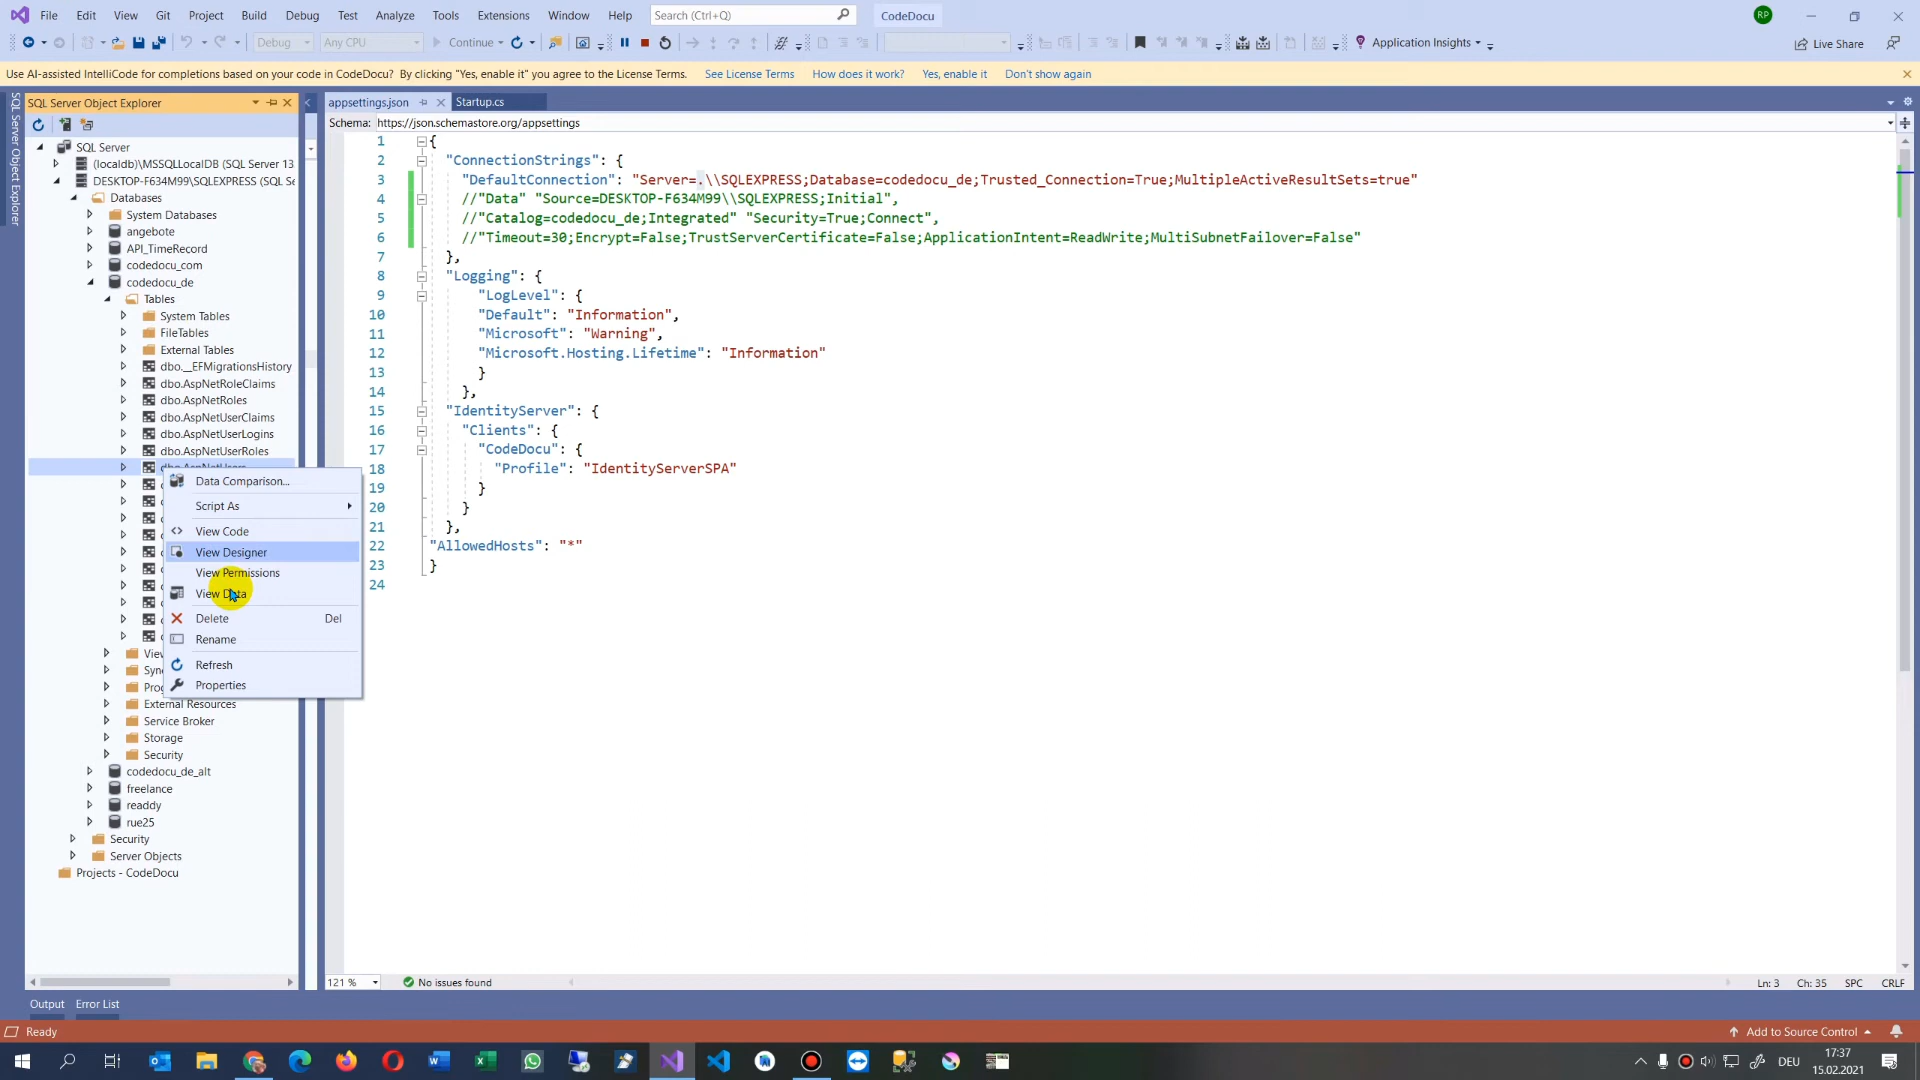 File Edit View Git Project Build Debug Test Analyze Tools Extensions Window Help Search (Ctrl+Q) CodeDocu RP
Debug Any CPU Continue Application Insights Live Share
Use AI-assisted IntelliCode for completions based on your code in CodeDocu? By clicking "Yes, enable it" you agree to the License Terms. See License Terms How does it work? Yes, enable it Don't show again
SQL Server Object Explorer
SQL Server Object Explorer
appsettings.json Startup.cs
Schema: https://json.schemastore.org/appsettings
SQL Server
(localdb)\MSSQLLocalDB (SQL Server 13
DESKTOP-F634M99\SQLEXPRESS (SQL Se
Databases
System Databases
angebote
API_TimeRecord
codedocu_com
codedocu_de
Tables
System Tables
FileTables
External Tables
dbo.__EFMigrationsHistory
dbo.AspNetRoleClaims
dbo.AspNetRoles
dbo.AspNetUserClaims
dbo.AspNetUserLogins
dbo.AspNetUserRoles
dbo.AspNetUsers
Data Comparison...
Script As
View Code
View Designer
View Permissions
View Data
Delete Del
Rename
Refresh
Properties
External Resources
Service Broker
Storage
Security
codedocu_de_alt
freelance
readdy
rue25
Security
Server Objects
Projects - CodeDocu
1 {
2 "ConnectionStrings": {
3 "DefaultConnection": "Server=.\\SQLEXPRESS;Database=codedocu_de;Trusted_Connection=True;MultipleActiveResultSets=true"
4 //"Data" "Source=DESKTOP-F634M99\\SQLEXPRESS;Initial",
5 //"Catalog=codedocu_de;Integrated" "Security=True;Connect",
6 //"Timeout=30;Encrypt=False;TrustServerCertificate=False;ApplicationIntent=ReadWrite;MultiSubnetFailover=False"
7 },
8 "Logging": {
9 "LogLevel": {
10 "Default": "Information",
11 "Microsoft": "Warning",
12 "Microsoft.Hosting.Lifetime": "Information"
13 }
14 },
15 "IdentityServer": {
16 "Clients": {
17 "CodeDocu": {
18 "Profile": "IdentityServerSPA"
19 }
20 }
21 },
22 "AllowedHosts": "*"
23 }
24
121 % No issues found Ln: 3 Ch: 35 SPC CRLF
Output Error List
Ready Add to Source Control
DEU 17:37
15.02.2021